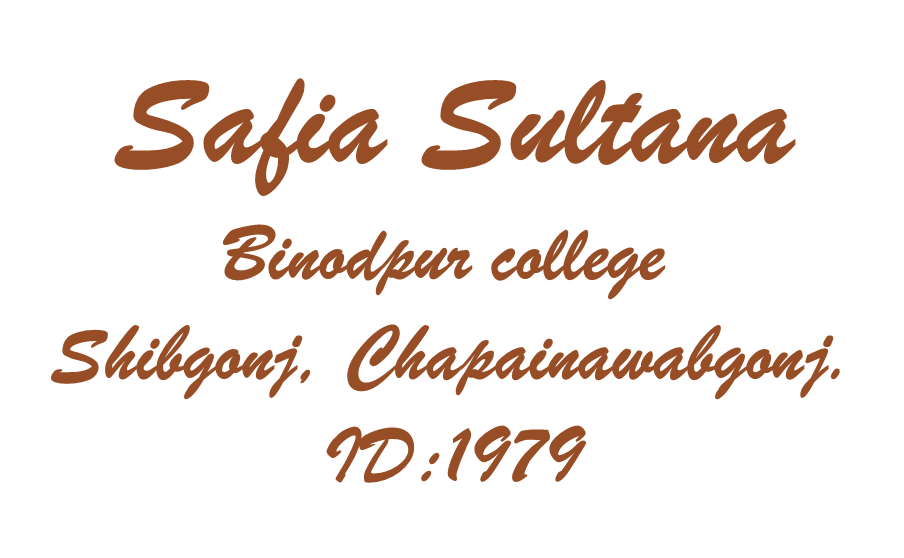 Safia Sultana
Binodpur college
Shibgonj, Chapainawabgonj.
ID:1979